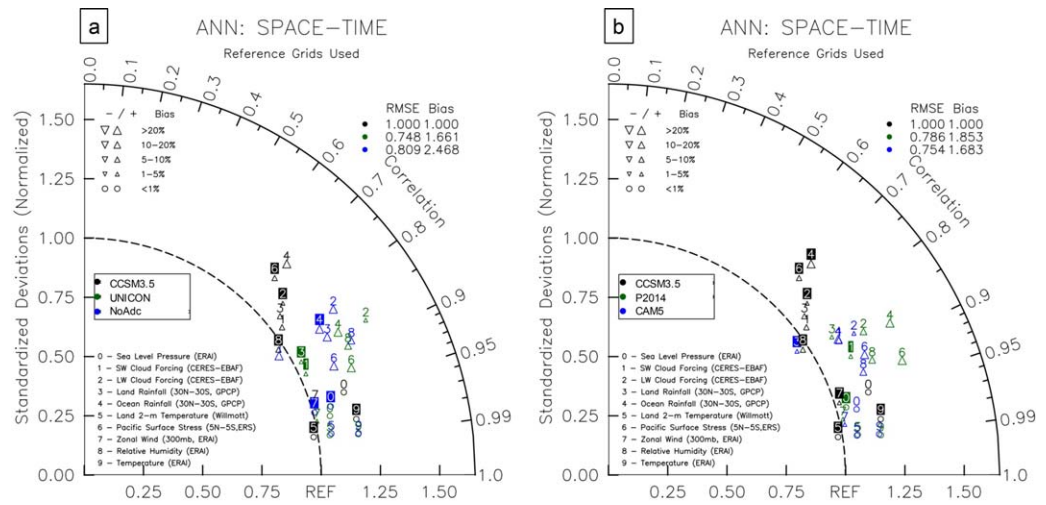 a
ANN: SPACE-TIME
Reference Grids Used
0.0
0.1
0.2
0.3
0.4
0.5
0.6
0.7
0.8
0.9
0.95
0.99
1.0
Correlation
- / + Bias
>20%
10-20%
5-10%
1-5%
<1%
RMSE Bias
1.000 1.000
0.748 1.661
0.809 2.468
Standardized Deviations (Normalized)
1.50
1.25
1.00
0.75
0.50
0.25
0.00
CCSM3.5
UNICON
NoAdc
0 - Sea Level Pressure (ERAI)
1 - SW Cloud Forcing (CERES-EBAF)
2 - LW Cloud Forcing (CERES-EBAF)
3 - Land Rainfall (30N-30S, GPCP)
4 - Ocean Rainfall (30N-30S, GPCP)
5 - Land 2-m Temperature (Willmott)
6 - Pacific Surface Stress (5N-5S,ERS)
7 - Zonal Wind (300mb, ERAI)
8 - Relative Humidity (ERAI)
9 - Temperature (ERAI)
0.25 0.50 0.75 REF 1.25 1.50
b
ANN: SPACE-TIME
Reference Grids Used
0.0
0.1
0.2
0.3
0.4
0.5
0.6
0.7
0.8
0.9
0.95
0.99
1.0
Correlation
- / + Bias
>20%
10-20%
5-10%
1-5%
<1%
RMSE Bias
1.000 1.000
0.786 1.853
0.754 1.683
Standardized Deviations (Normalized)
1.50
1.25
1.00
0.75
0.50
0.25
0.00
CCSM3.5
P2014
CAM5
0 - Sea Level Pressure (ERAI)
1 - SW Cloud Forcing (CERES-EBAF)
2 - LW Cloud Forcing (CERES-EBAF)
3 - Land Rainfall (30N-30S, GPCP)
4 - Ocean Rainfall (30N-30S, GPCP)
5 - Land 2-m Temperature (Willmott)
6 - Pacific Surface Stress (5N-5S,ERS)
7 - Zonal Wind (300mb, ERAI)
8 - Relative Humidity (ERAI)
9 - Temperature (ERAI)
0.25 0.50 0.75 REF 1.25 1.50